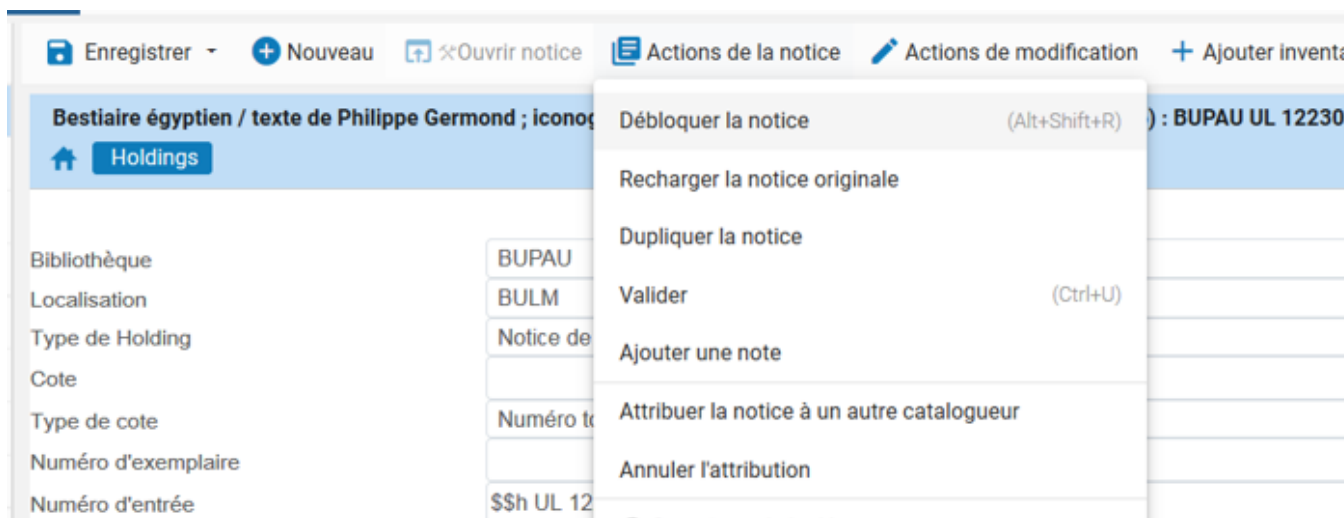 Enregistrer Nouveau Ouvrir notice Actions de la notice Actions de modification Ajouter
Bestiaire égyptien / texte de Philippe Germond ; ) : BUPAU UL 12230
Holdings
Débloquer la notice (Alt+Shift+R)
Recharger la notice originale
Dupliquer la notice
Valider (Ctrl+U)
Ajouter une note
Attribuer la notice à un autre catalogueur
Annuler l'attribution
Bibliothèque BUPAU
Localisation BULM
Type de Holding Notice de
Cote
Type de cote Numéro
Numéro d'exemplaire
Numéro d'entrée $$h UL 12